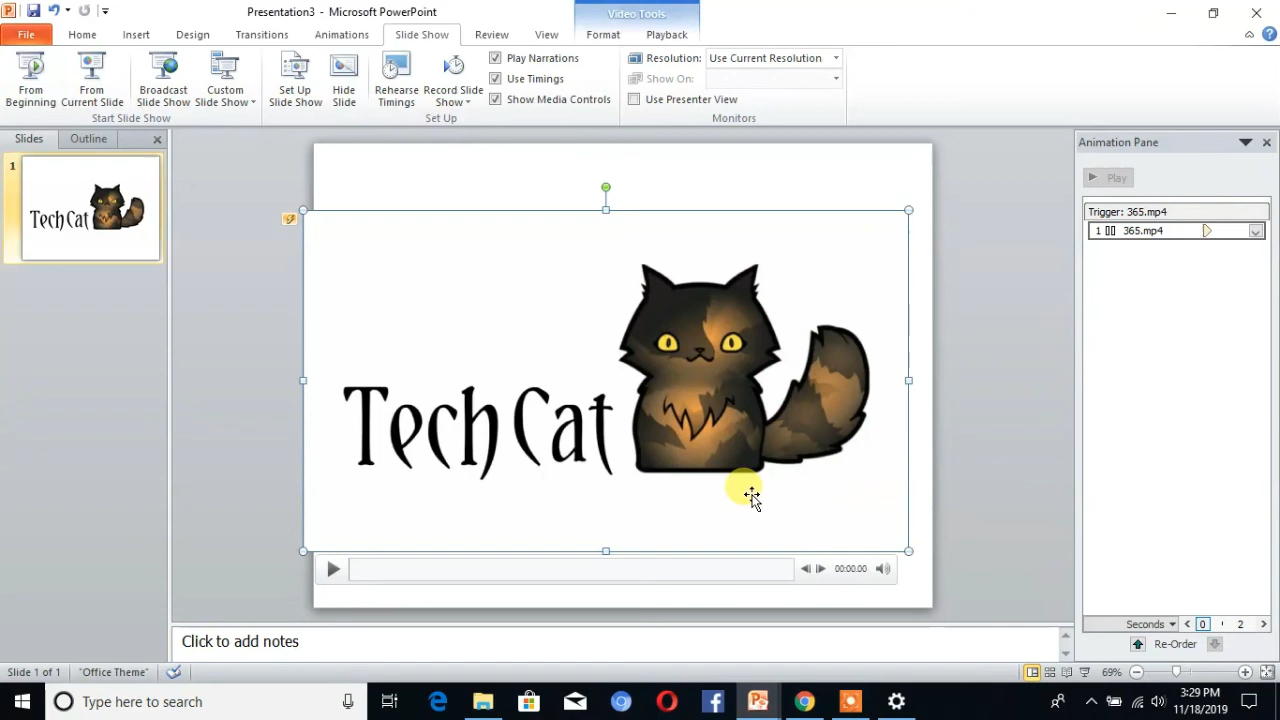 Presentation3 - Microsoft PowerPoint
Video Tools
File Home Insert Design Transitions Animations Slide Show Review View Format Playback
From Beginning
From Current Slide
Broadcast Slide Show
Custom Slide Show
Start Slide Show
Set Up Slide Show
Hide Slide
Rehearse Timings
Record Slide Show
Play Narrations
Use Timings
Show Media Controls
Set Up
Resolution: Use Current Resolution
Show On:
Use Presenter View
Monitors
Slides Outline
1
Tech Cat
Tech Cat
00:00.00
Animation Pane
Play
Trigger: 365.mp4
1 365.mp4
Seconds 0 2
Re-Order
Click to add notes
Slide 1 of 1 "Office Theme" 69%
Type here to search
3:29 PM
11/18/2019